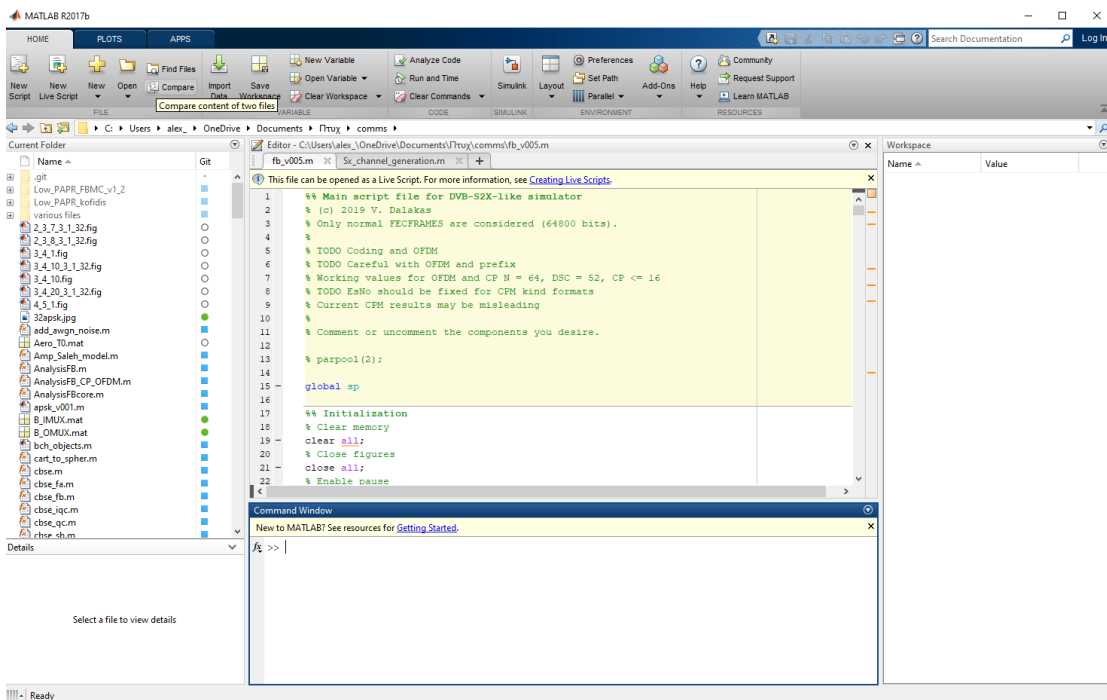 MATLAB R2017b
HOME PLOTS APPS
Search Documentation
Log In
New Script
New Live Script
New
Open
Find Files
Compare
Import Data
Save Workspace
New Variable
Open Variable
Clear Workspace
Analyze Code
Run and Time
Clear Commands
Simulink
Layout
Preferences
Set Path
Parallel
Add-Ons
Help
Community
Request Support
Learn MATLAB
Compare content of two files
FILE VARIABLE CODE SIMULINK ENVIRONMENT RESOURCES
C: Users alex_ OneDrive Documents Πτυχ comms
Current Folder
Name Git
.git
Low_PAPR_FBMC_v1_2
Low_PAPR_kofidis
various files
2_3_7_3_1_32.fig
2_3_8_3_1_32.fig
3_4_1.fig
3_4_10_3_1_32.fig
3_4_10.fig
3_4_20_3_1_32.fig
4_5_1.fig
32apsk.jpg
add_awgn_noise.m
Aero_T0.mat
Amp_Saleh_model.m
AnalysisFB.m
AnalysisFB_CP_OFDM.m
AnalysisFBcore.m
apsk_v001.m
B_IMUX.mat
B_OMUX.mat
bch_objects.m
cart_to_spher.m
cbse.m
cbse_fa.m
cbse_fb.m
cbse_iqc.m
cbse_qc.m
cbse_sh.m
Details
Select a file to view details
Editor - C:\Users\alex_\OneDrive\Documents\Πτυχ\comms\fb_v005.m
fb_v005.m Sx_channel_generation.m
This file can be opened as a Live Script. For more information, see Creating Live Scripts.
1 %% Main script file for DVB-S2X-like simulator
2 % (c) 2019 V. Dalakas
3 % Only normal FECFRAMES are considered (64800 bits).
4 %
5 % TODO Coding and OFDM
6 % TODO Careful with OFDM and prefix
7 % Working values for OFDM and CP N = 64, DSC = 52, CP <= 16
8 % TODO EsNo should be fixed for CPM kind formats
9 % Current CPM results may be misleading
10 %
11 % Comment or uncomment the components you desire.
12
13 % parpool(2);
14
15 - global sp
16
17 %% Initialization
18 % Clear memory
19 - clear all;
20 % Close figures
21 - close all;
22 % Enable pause
Command Window
New to MATLAB? See resources for Getting Started.
fx >>
Workspace
Name Value
Ready